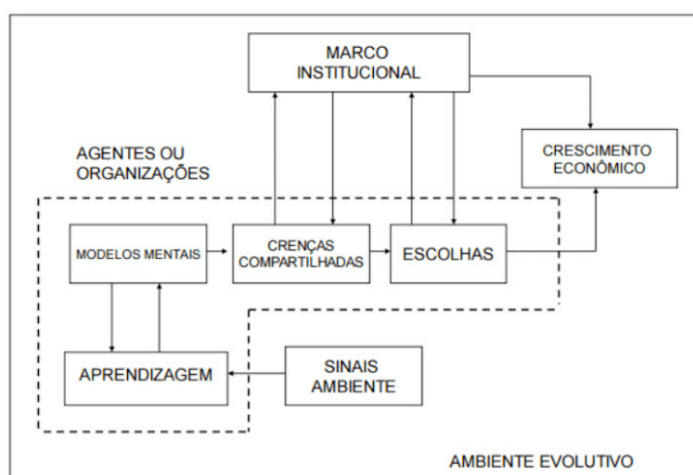 MARCO
INSTITUCIONAL
AGENTES OU
ORGANIZAÇÕES
CRESCIMENTO
ECONÔMICO
MODELOS MENTAIS
CRENÇAS
COMPARTILHADAS
ESCOLHAS
APRENDIZAGEM
SINAIS
AMBIENTE
AMBIENTE EVOLUTIVO